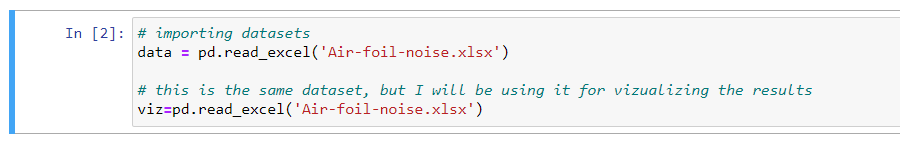 In [2]: # importing datasets
data = pd.read_excel('Air-foil-noise.xlsx')
# this is the same dataset, but I will be using it for vizualizing the results
viz=pd.read_excel('Air-foil-noise.xlsx')